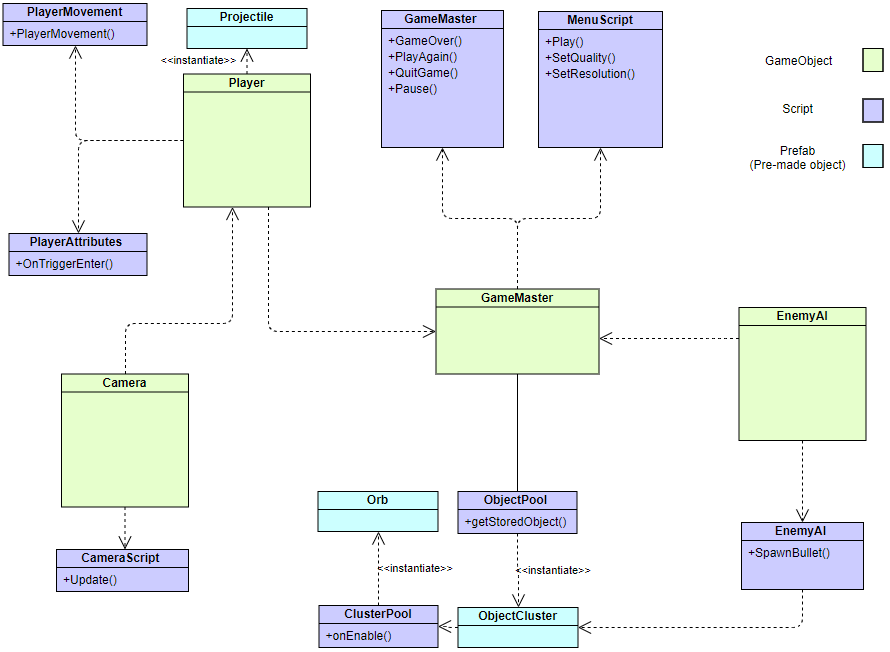 PlayerMovement
+PlayerMovement()
Projectile
<<instantiate>>
Player
GameMaster
+GameOver()
+PlayAgain()
+QuitGame()
+Pause()
MenuScript
+Play()
+SetQuality()
+SetResolution()
GameObject
Script
Prefab
(Pre-made object)
PlayerAttributes
+OnTriggerEnter()
GameMaster
EnemyAI
Camera
CameraScript
+Update()
Orb
ObjectPool
+getStoredObject()
<<instantiate>>
<<instantiate>>
EnemyAI
+SpawnBullet()
ClusterPool
+onEnable()
ObjectCluster